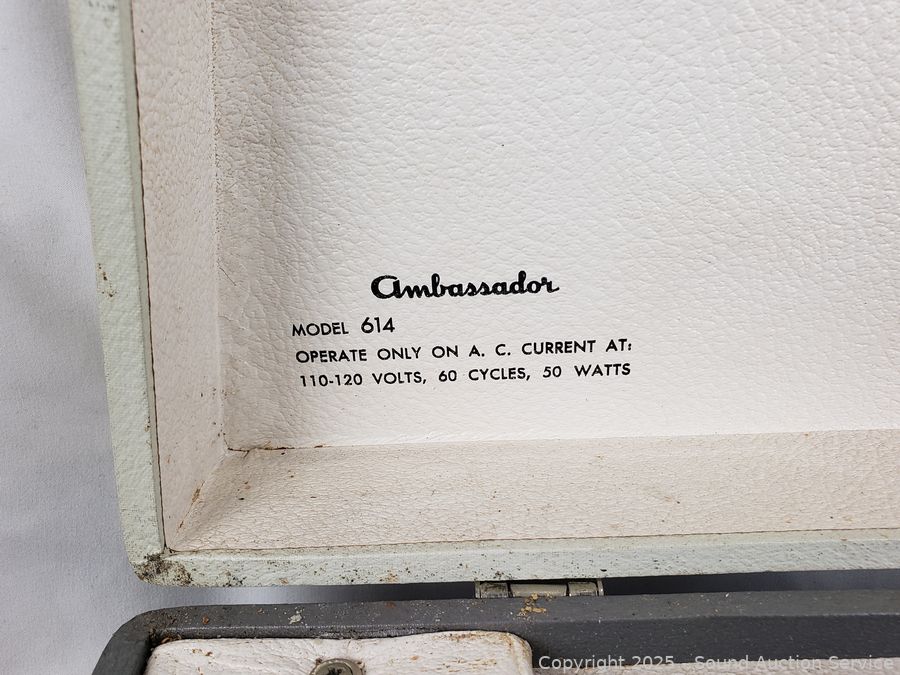 Ambassador
MODEL 614
OPERATE ONLY ON A. C. CURRENT AT:
110-120 VOLTS, 60 CYCLES, 50 WATTS
Copyright 2025 - Sound Auction Service